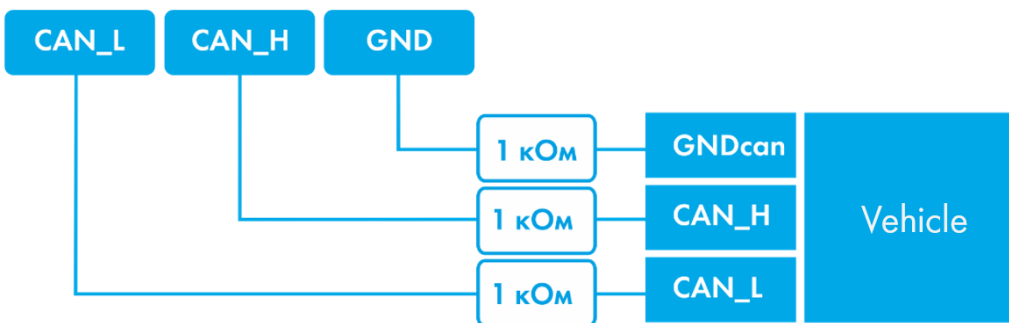 CAN_L CAN_H GND
1 кОм GNDcan
1 кОм CAN_H Vehicle
1 кОм CAN_L